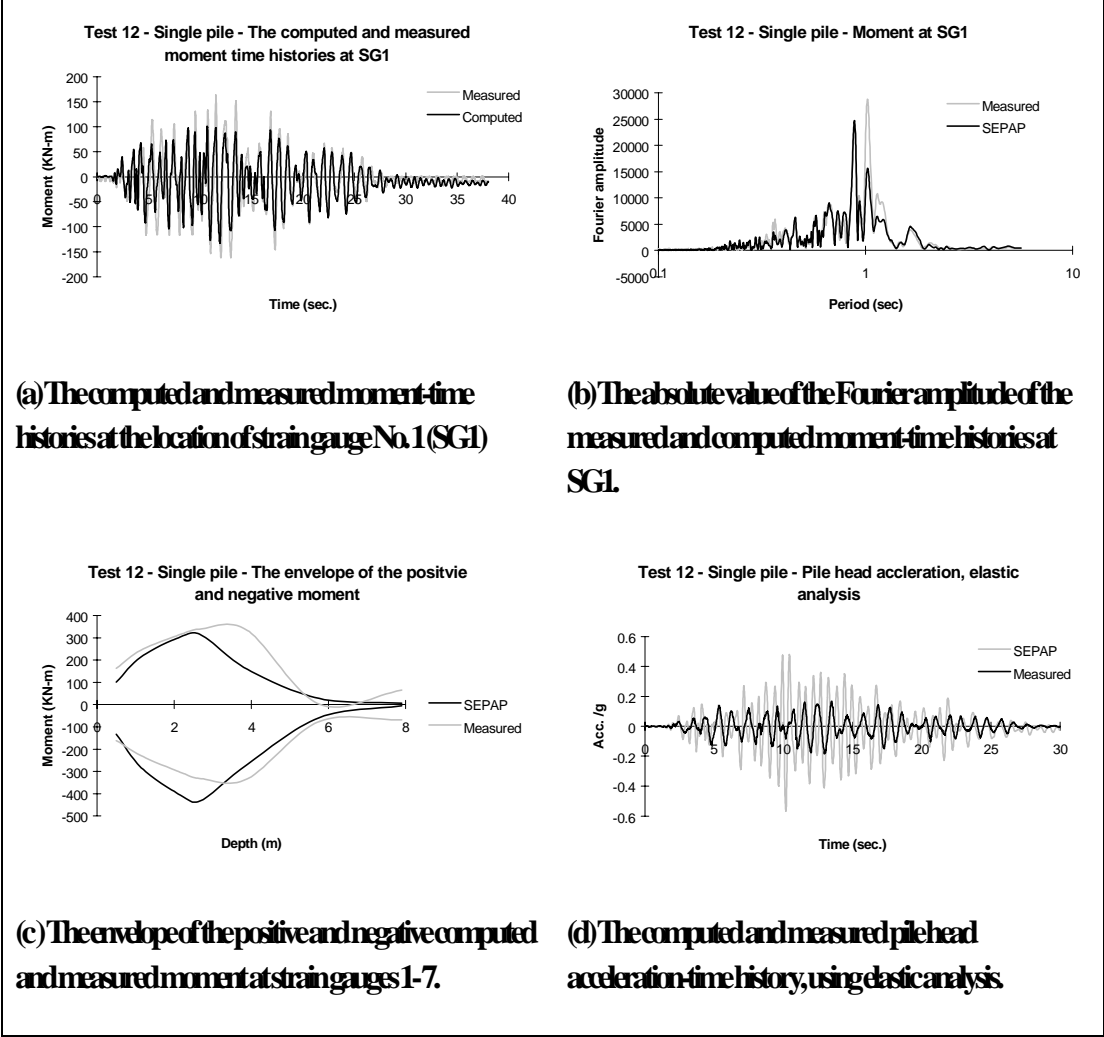 Test 12 - Single pile - The computed and measured
moment time histories at SG1
200
150
100
50
0
-50
-100
-150
-200
0
5
10
15
20
25
30
35
40
Moment (KN-m)
Time (sec.)
Measured
Computed
Test 12 - Single pile - Moment at SG1
30000
25000
20000
15000
10000
5000
0
-5000
0.1
1
10
Fourier amplitude
Period (sec)
Measured
SEPAP
(a) The computed and measured moment-time
histories at the location of strain gauge No. 1 (SG1)
(b) The absolute value of the Fourier amplitude of the
measured and computed moment-time histories at
SG1.
Test 12 - Single pile - The envelope of the positvie
and negative moment
400
300
200
100
0
-100
-200
-300
-400
-500
0
2
4
6
8
Moment (KN-m)
Depth (m)
SEPAP
Measured
Test 12 - Single pile - Pile head accleration, elastic
analysis
0.6
0.4
0.2
0
-0.2
-0.4
-0.6
0
5
10
15
20
25
30
Acc. /g
Time (sec.)
SEPAP
Measured
(c) The envelope of the positive and negative computed
and measured moment at strain gauges 1-7.
(d) The computed and measured pile head
acceleration-time history, using elastic analysis.